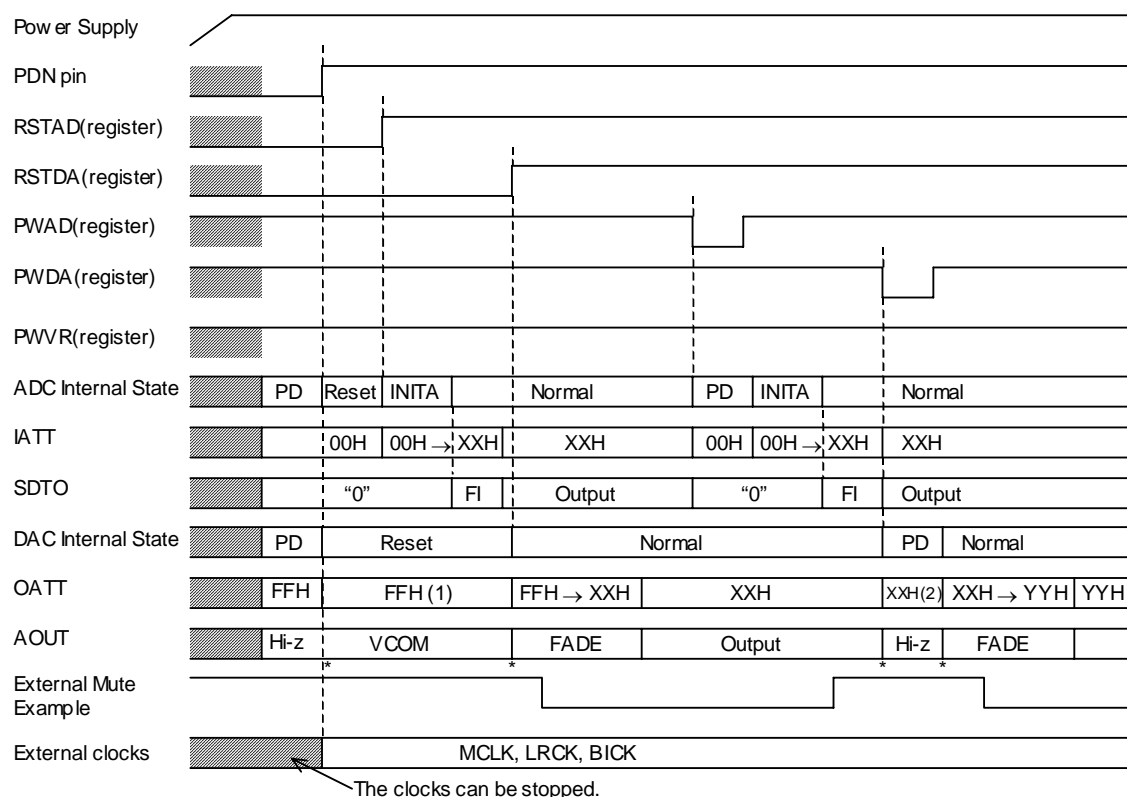 Power Supply
PDN pin
RSTAD(register)
RSTDA(register)
PWAD(register)
PWDA(register)
PWVR(register)
ADC Internal State PD Reset INITA Normal PD INITA Normal
IATT 00H 00H → XXH XXH 00H 00H → XXH XXH
SDTO “0” FI Output “0” FI Output
DAC Internal State PD Reset Normal PD Normal
OATT FFH FFH (1) FFH → XXH XXH XXH(2) XXH → YYH YYH
AOUT Hi-z VCOM FADE Output Hi-z FADE
* * * *
External Mute
Example
External clocks MCLK, LRCK, BICK
The clocks can be stopped.